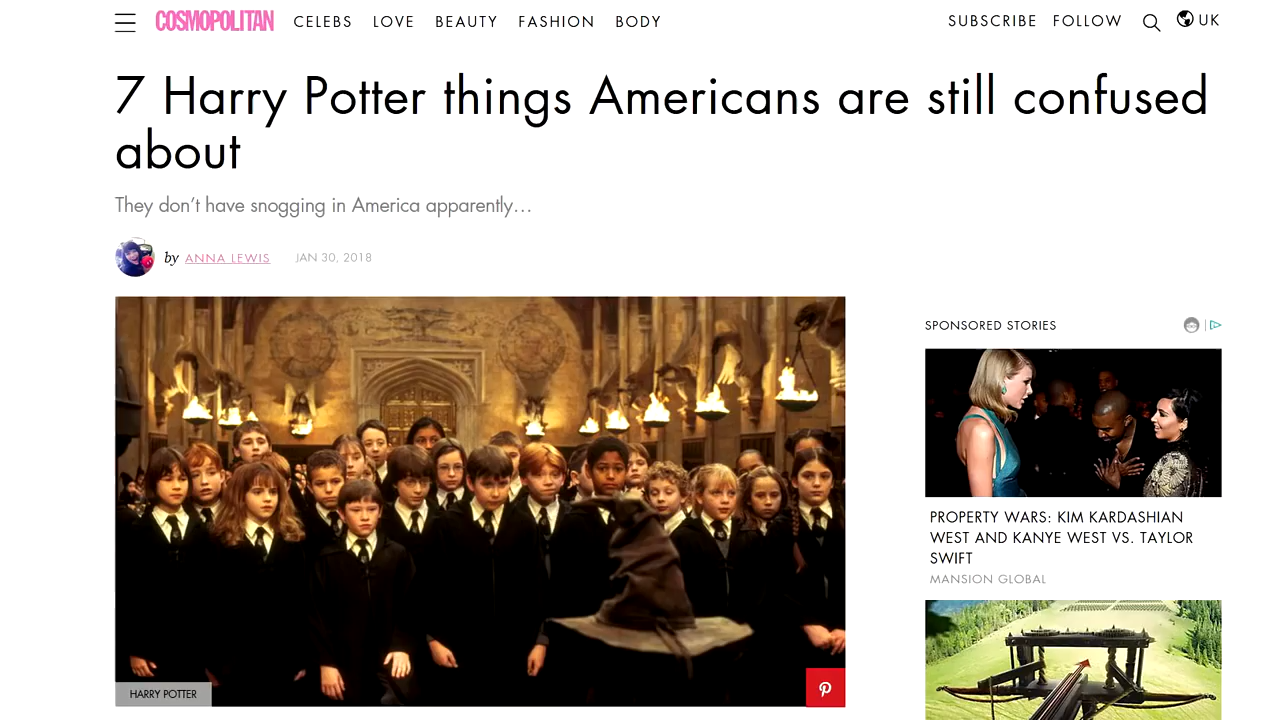 COSMOPOLITAN CELEBS LOVE BEAUTY FASHION BODY SUBSCRIBE FOLLOW UK
7 Harry Potter things Americans are still confused
about
They don't have snogging in America apparently…
by ANNA LEWIS JAN 30, 2018
SPONSORED STORIES
PROPERTY WARS: KIM KARDASHIAN
WEST AND KANYE WEST VS. TAYLOR
SWIFT
MANSION GLOBAL
HARRY POTTER